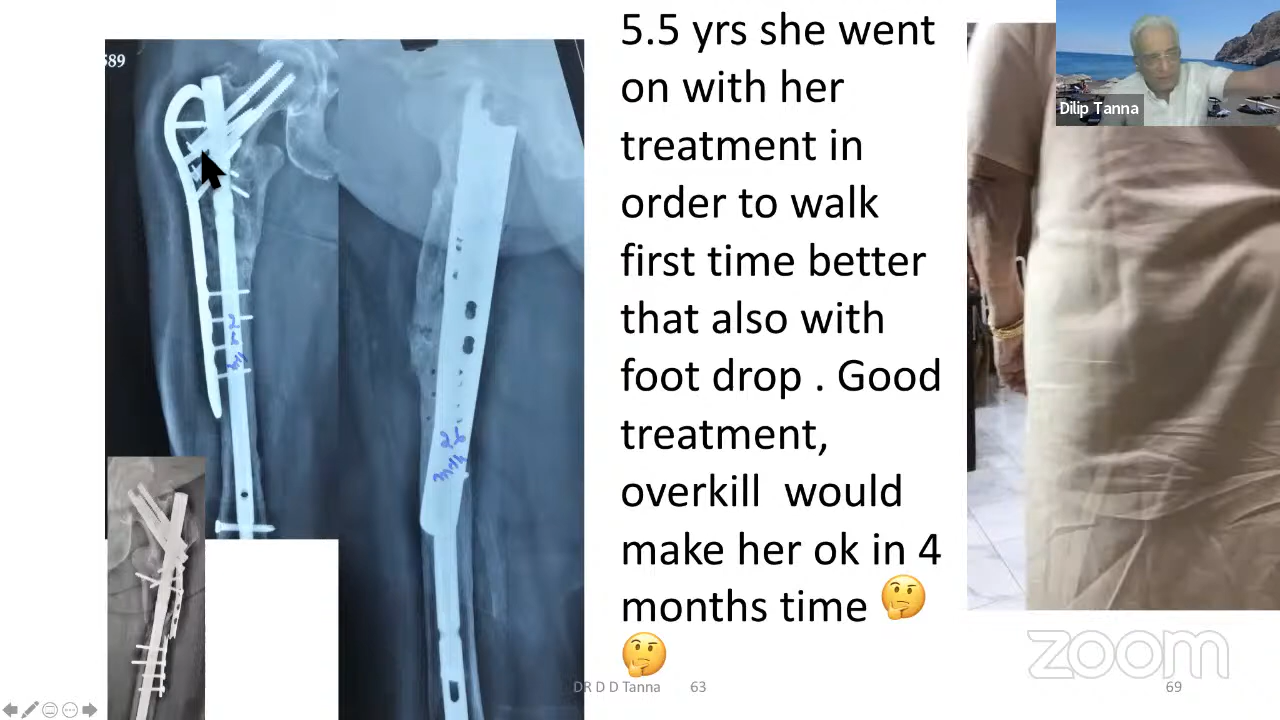 589
5.5 yrs she went
on with her
treatment in
order to walk
first time better
that also with
foot drop . Good
treatment,
overkill  would
make her ok in 4
months time 🤔
🤔
Dilip Tanna
zoom
DR D D Tanna
63
69